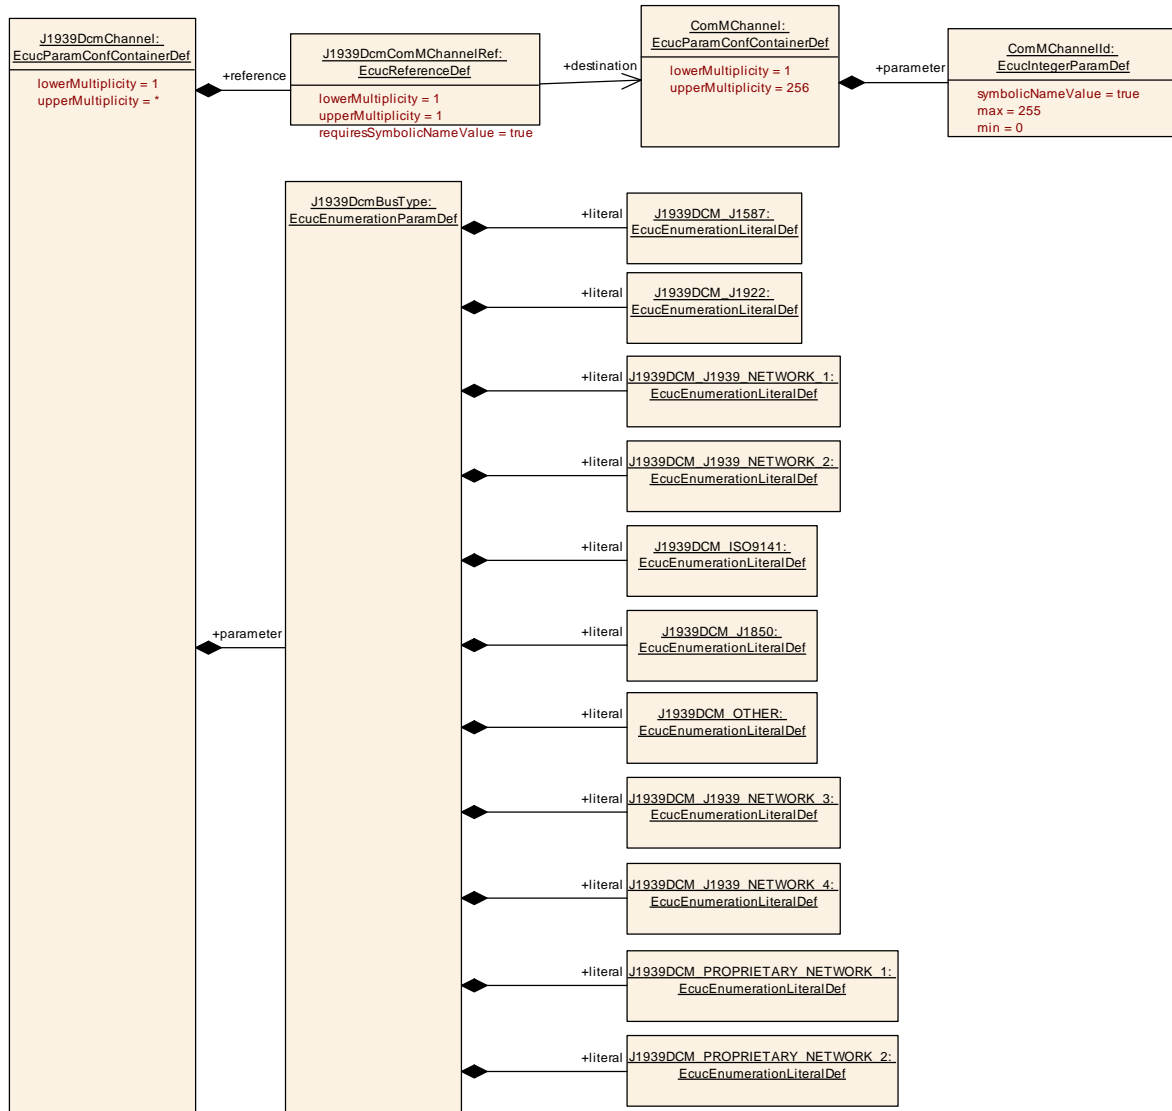 J1939DcmChannel:
EcucParamConfContainerDef
lowerMultiplicity = 1
upperMultiplicity = *
+reference
J1939DcmComMChannelRef:
EcucReferenceDef
lowerMultiplicity = 1
upperMultiplicity = 1
requiresSymbolicNameValue = true
+destination
ComMChannel:
EcucParamConfContainerDef
lowerMultiplicity = 1
upperMultiplicity = 256
+parameter
ComMChannelId:
EcucIntegerParamDef
symbolicNameValue = true
max = 255
min = 0
+parameter
J1939DcmBusType:
EcucEnumerationParamDef
+literal
J1939DCM_J1587:
EcucEnumerationLiteralDef
+literal
J1939DCM_J1922:
EcucEnumerationLiteralDef
+literal
J1939DCM_J1939_NETWORK_1:
EcucEnumerationLiteralDef
+literal
J1939DCM_J1939_NETWORK_2:
EcucEnumerationLiteralDef
+literal
J1939DCM_ISO9141:
EcucEnumerationLiteralDef
+literal
J1939DCM_J1850:
EcucEnumerationLiteralDef
+literal
J1939DCM_OTHER:
EcucEnumerationLiteralDef
+literal
J1939DCM_J1939_NETWORK_3:
EcucEnumerationLiteralDef
+literal
J1939DCM_J1939_NETWORK_4:
EcucEnumerationLiteralDef
+literal
J1939DCM_PROPRIETARY_NETWORK_1:
EcucEnumerationLiteralDef
+literal
J1939DCM_PROPRIETARY_NETWORK_2:
EcucEnumerationLiteralDef